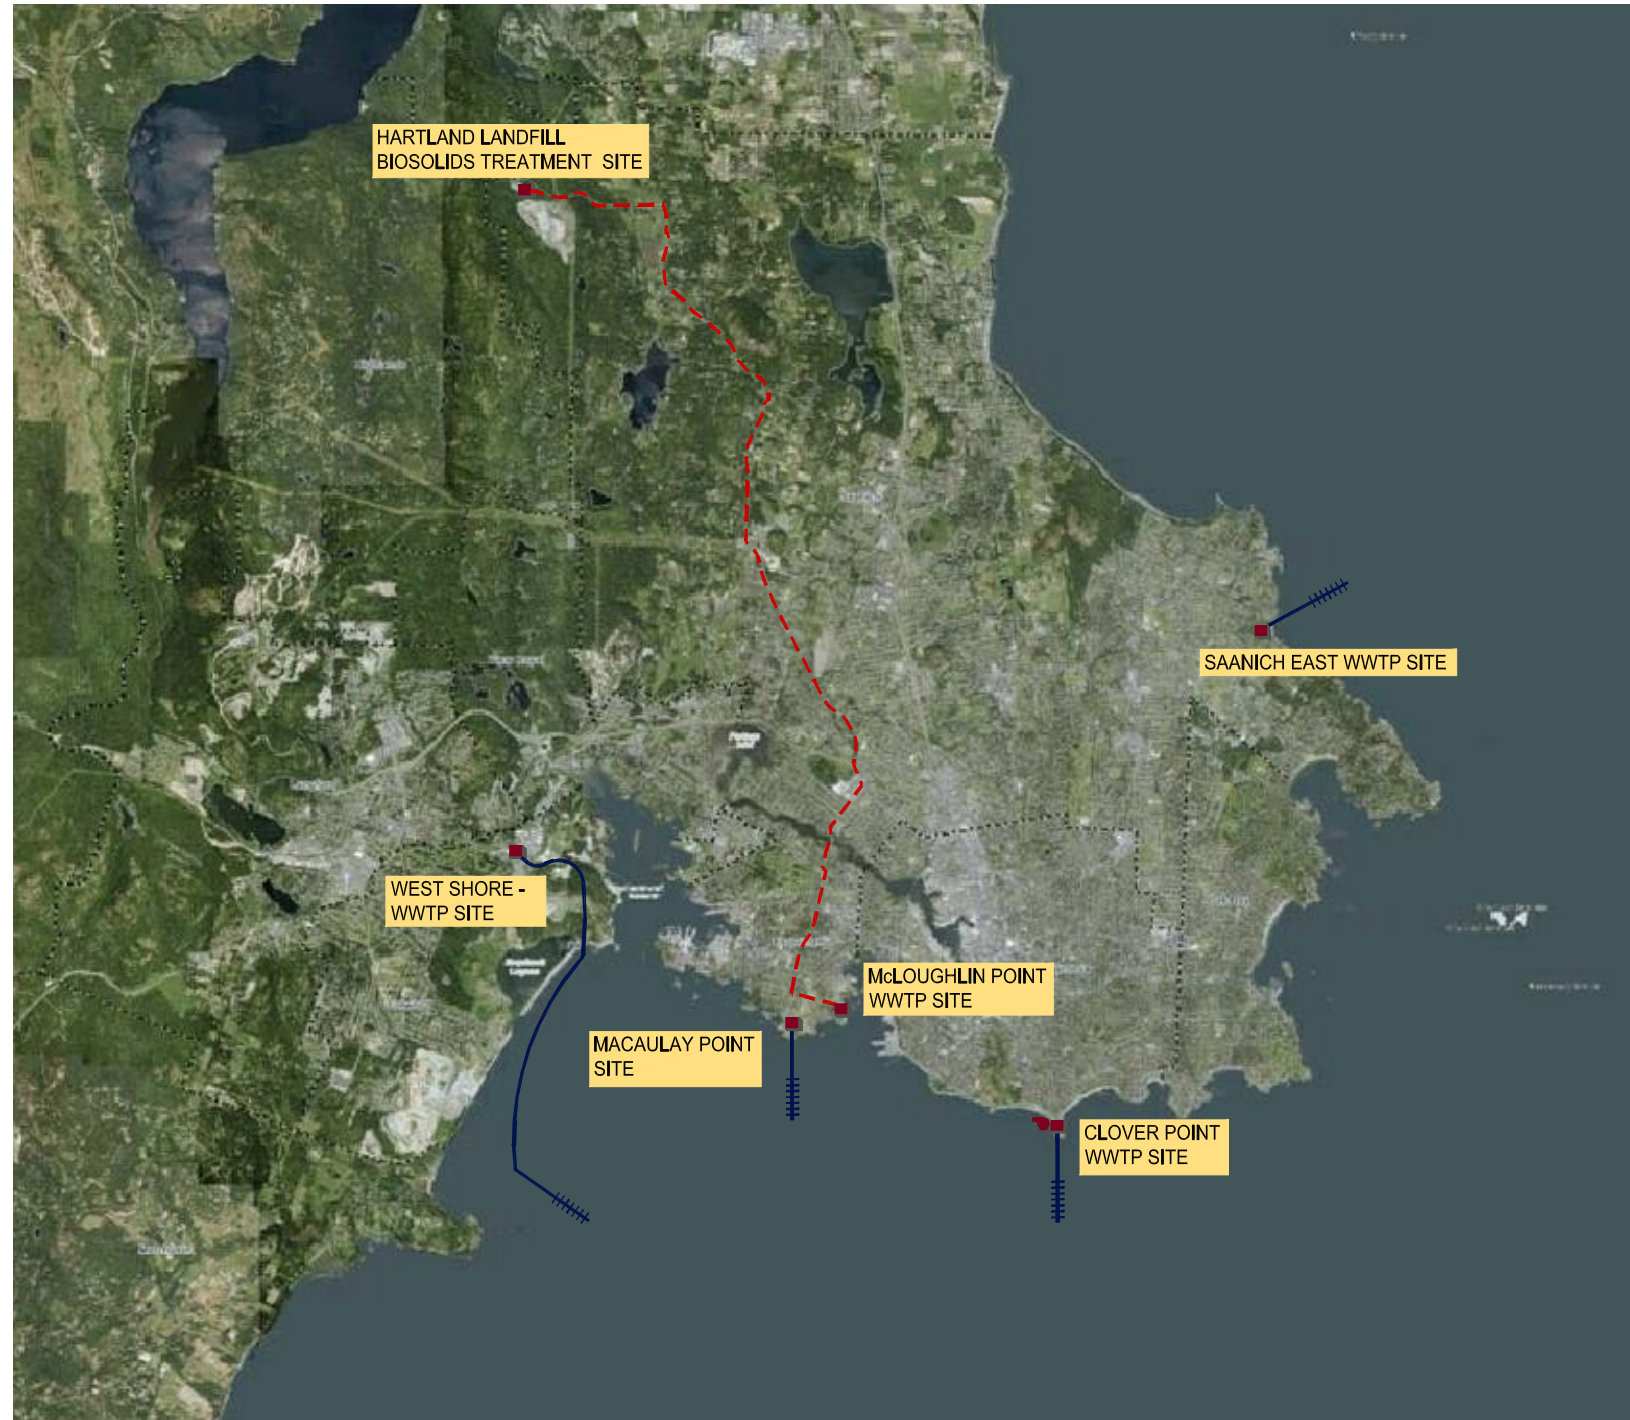 HARTLAND LANDFILL
BIOSOLIDS TREATMENT SITE
SAANICH EAST WWTP SITE
WEST SHORE -
WWTP SITE
McLOUGHLIN POINT
WWTP SITE
MACAULAY POINT
SITE
CLOVER POINT
WWTP SITE